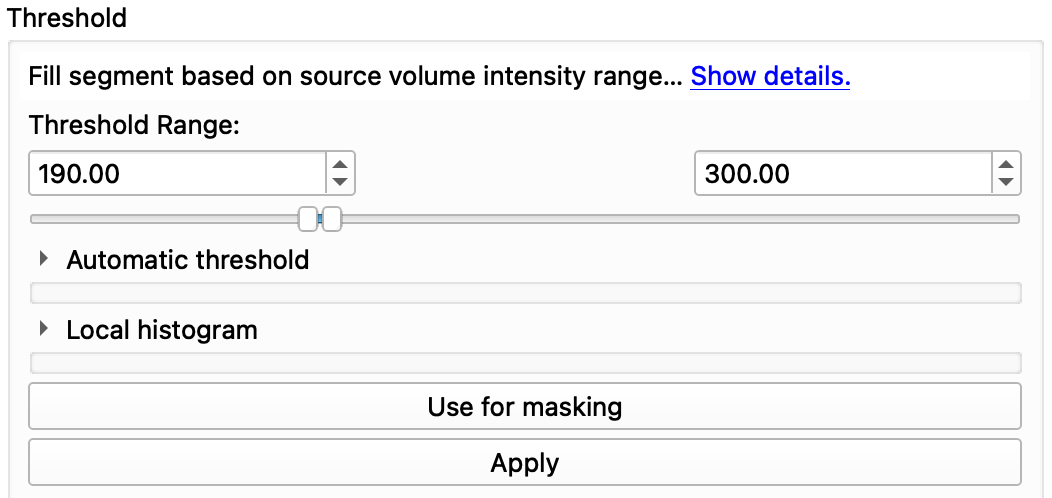 Threshold
Fill segment based on source volume intensity range... Show details.
Threshold Range:
190.00 300.00
Automatic threshold
Local histogram
Use for masking
Apply